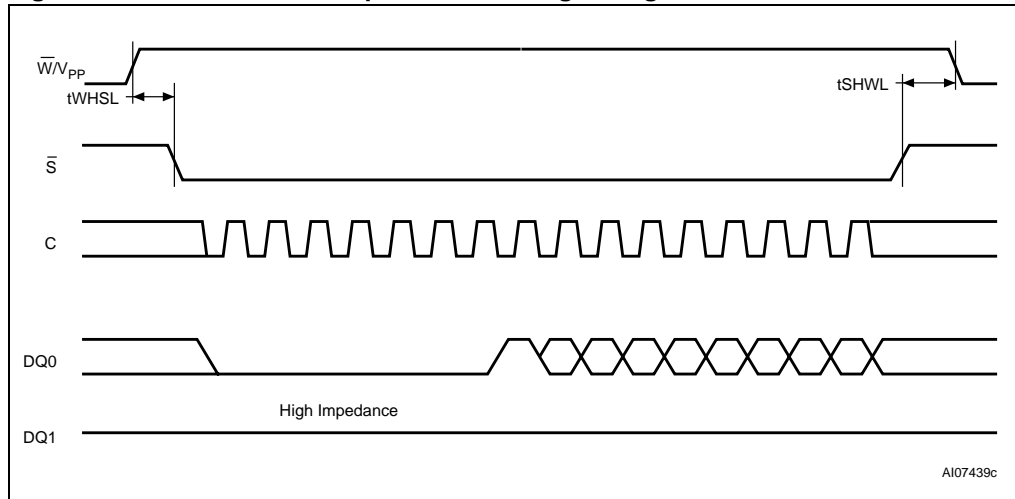 W/VPP
tWHSL
tSHWL
S
C
DQ0
High Impedance
DQ1
AI07439c